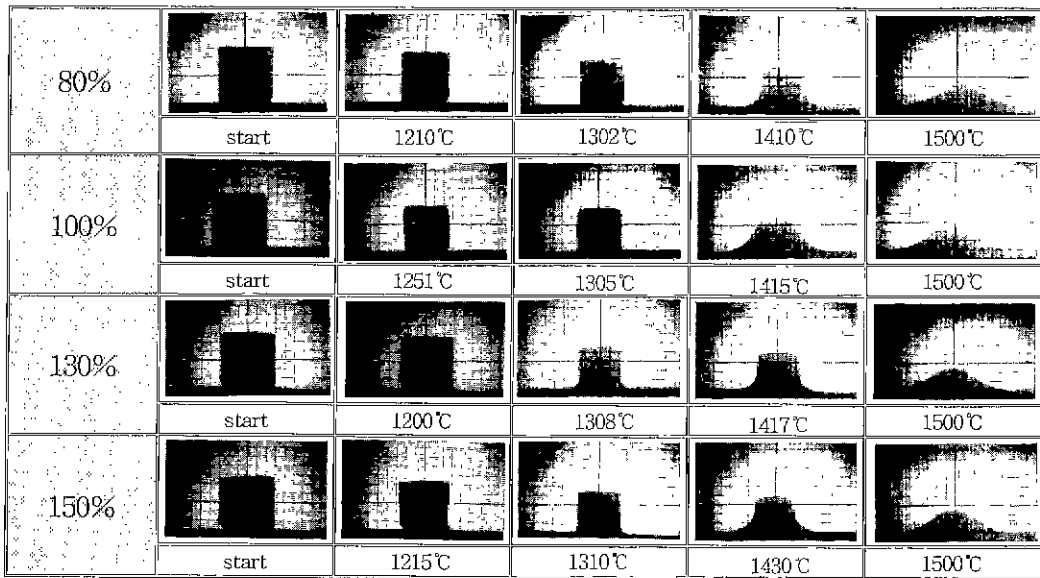 80%
start 1210℃ 1302℃ 1410℃ 1500℃
100%
start 1251℃ 1305℃ 1415℃ 1500℃
130%
start 1200℃ 1308℃ 1417℃ 1500℃
150%
start 1215℃ 1310℃ 1430℃ 1500℃